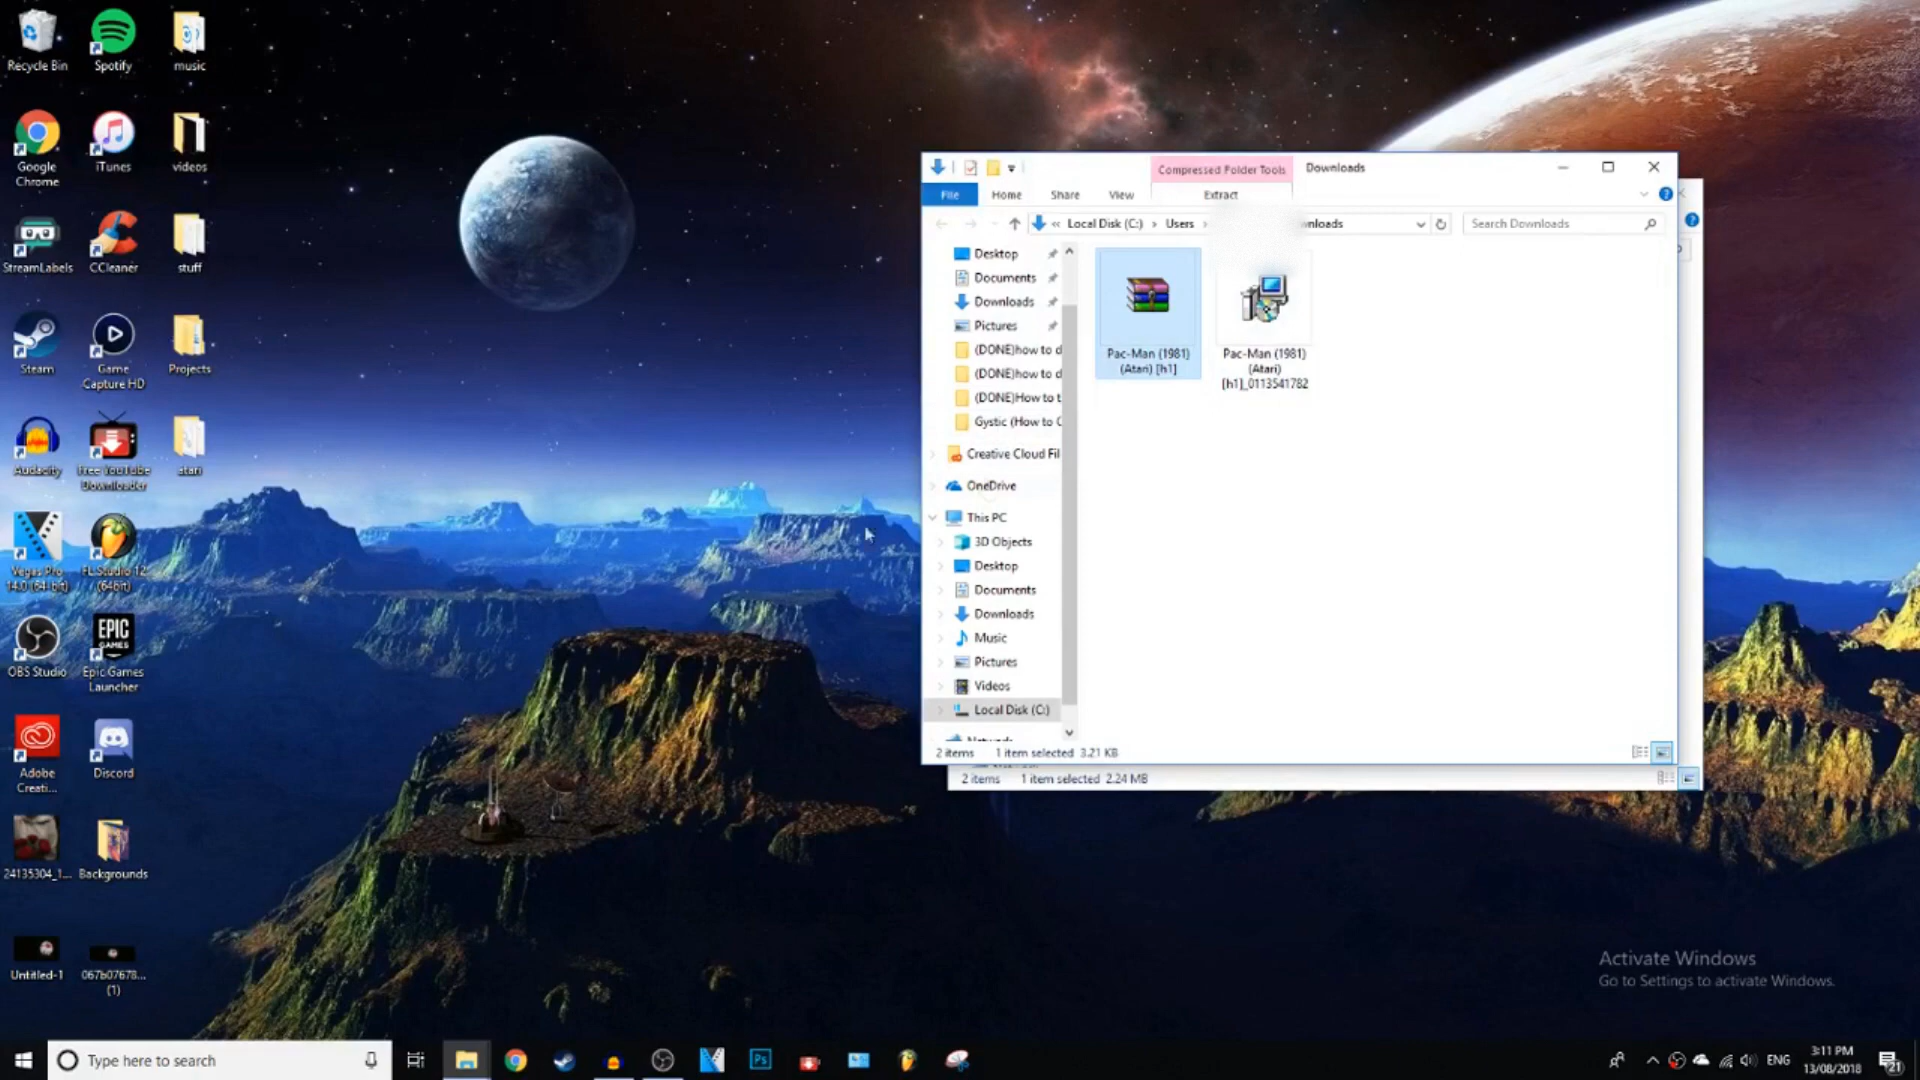 Recycle Bin
Spotify
music
Google
Chrome
iTunes
videos
StreamLabels
CCleaner
stuff
Steam
Game
Capture HD
Projects
Audacity
Free YouTube
Downloader
atari
Vegas Pro
14.0 (64-bit)
FL Studio 12
(64bit)
OBS Studio
EPIC
GAMES
Epic Games
Launcher
Adobe
Creati...
Discord
24135304_1...
Backgrounds
Untitled-1
067b07678...
(1)
Compressed Folder Tools
Downloads
File
Home
Share
View
Extract
« Local Disk (C:) > Users >
wnloads
Search Downloads
Desktop
Documents
Downloads
Pictures
(DONE)how to d
(DONE)how to d
(DONE)How to t
Gystic (How to C
Creative Cloud Fil
OneDrive
This PC
3D Objects
Desktop
Documents
Downloads
Music
Pictures
Videos
Local Disk (C:)
Pac-Man (1981)
(Atari) [h1]
Pac-Man (1981)
(Atari)
[h1]_0113541782
2 items 1 item selected 3.21 KB
2 items 1 item selected 2.24 MB
Activate Windows
Go to Settings to activate Windows.
Type here to search
Ps
ENG
3:11 PM
13/08/2018
21